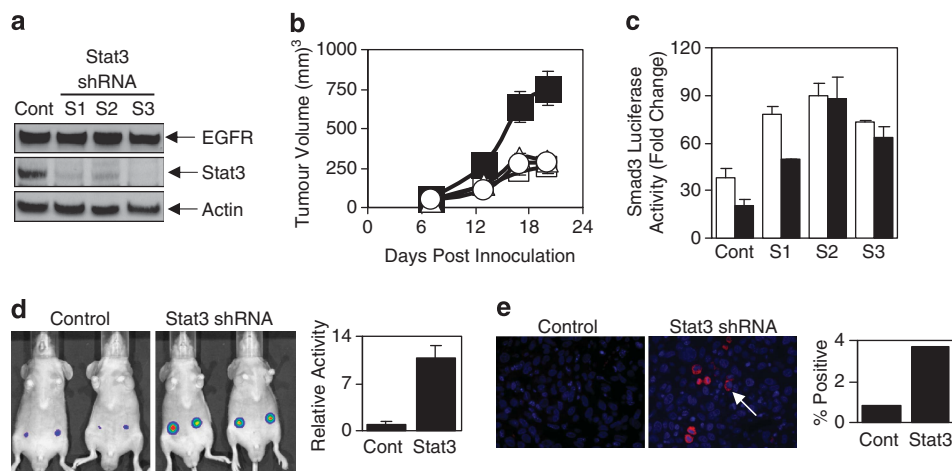 a
Stat3
shRNA
Cont S1 S2 S3
EGFR
Stat3
Actin
b
Tumour Volume (mm)³
1000
750
500
250
0
0 6 12 18 24
Days Post Innoculation
c
Smad3 Luciferase
Activity (Fold Change)
120
90
60
30
0
Cont S1 S2 S3
d
Control Stat3 shRNA
Relative Activity
14
7
0
Cont Stat3
e
Control Stat3 shRNA
% Positive
4
2
0
Cont Stat3